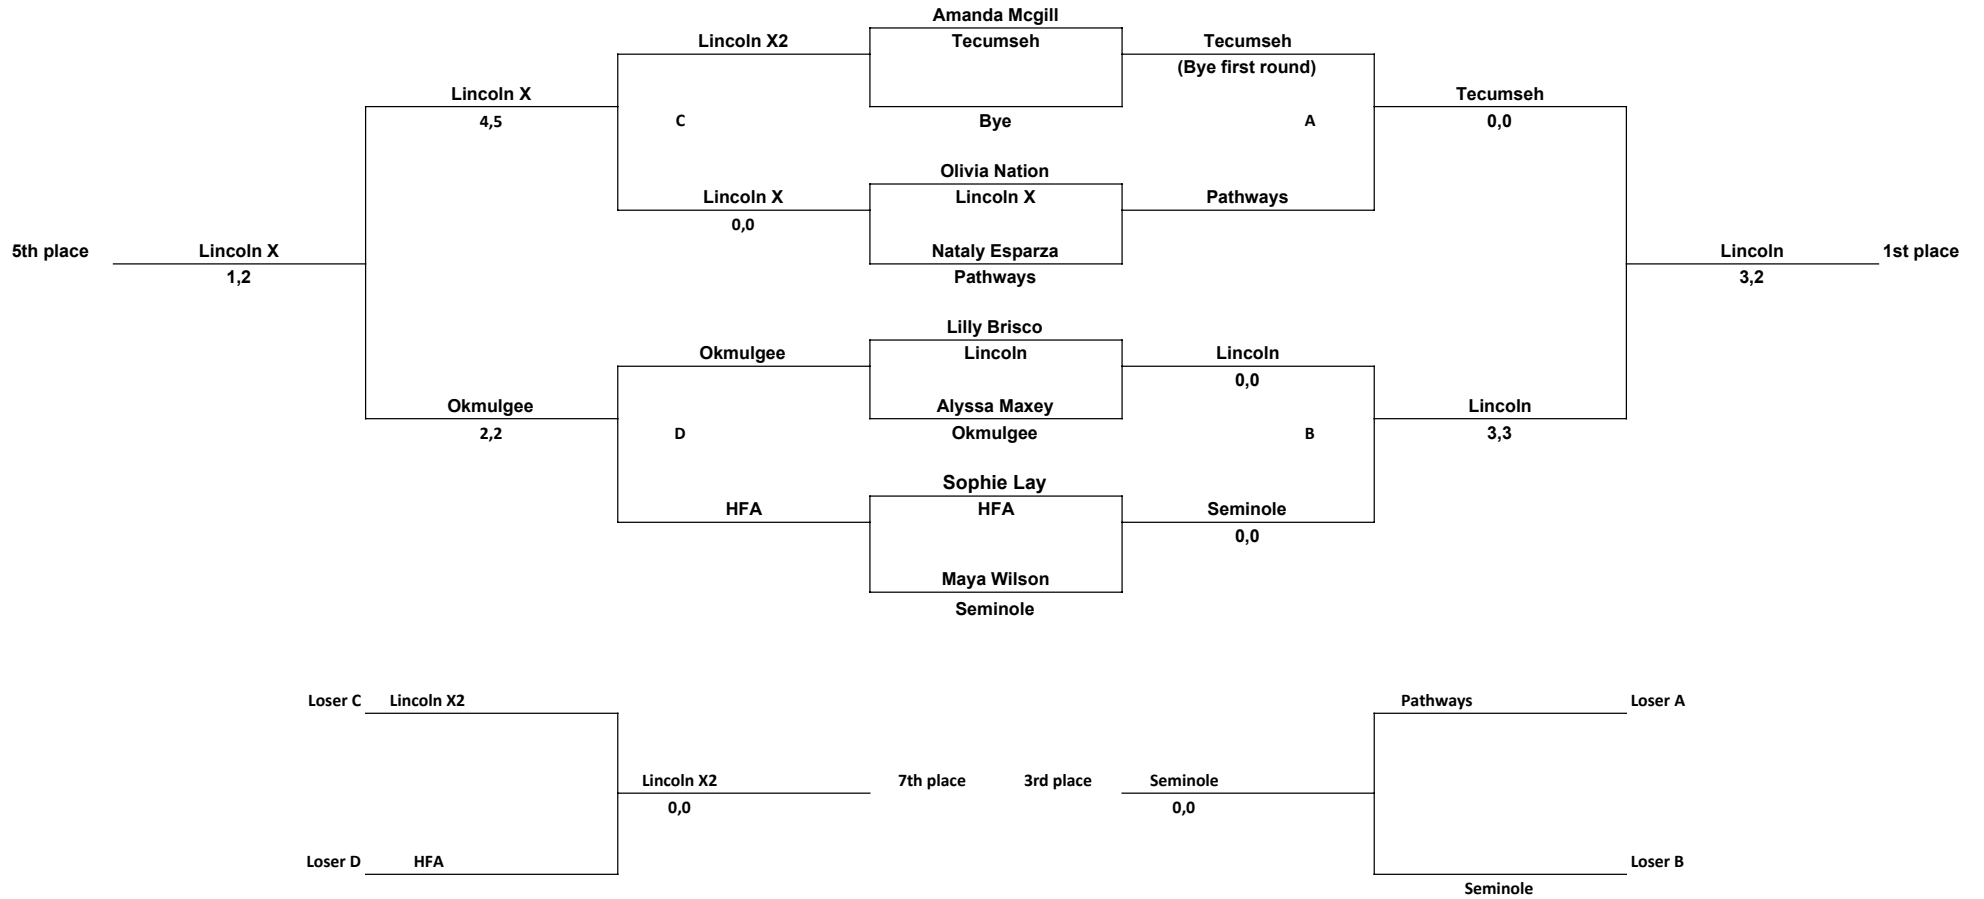 Amanda Mcgill
Lincoln X2 Tecumseh Tecumseh
(Bye first round)
Lincoln X Tecumseh
4,5 C Bye A 0,0
Olivia Nation
Lincoln X Lincoln X Pathways
0,0
5th place Lincoln X Nataly Esparza Lincoln 1st place
1,2 Pathways 3,2
Lilly Brisco
Okmulgee Lincoln Lincoln
0,0
Okmulgee Alyssa Maxey Lincoln
2,2 D Okmulgee B 3,3
Sophie Lay
HFA HFA Seminole
0,0
Maya Wilson
Seminole
Loser C Lincoln X2 Pathways Loser A
Lincoln X2 7th place 3rd place Seminole
0,0 0,0
Loser D HFA Loser B
Seminole